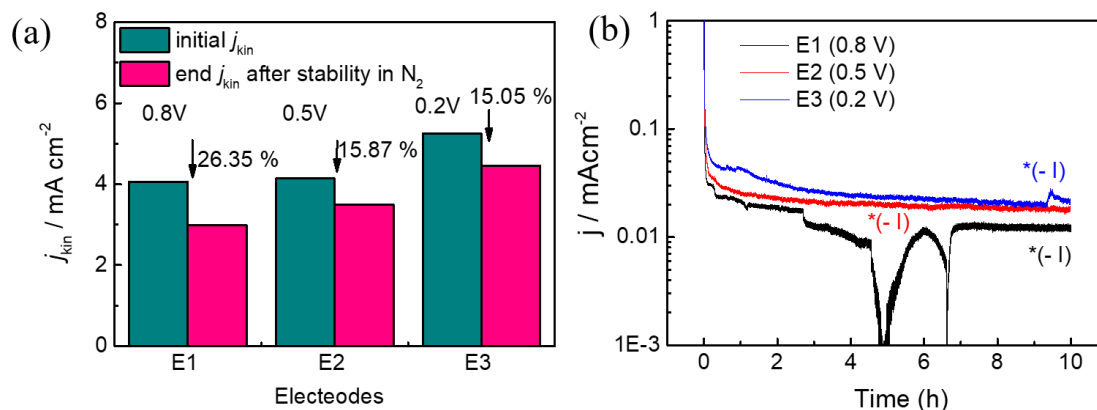 (a)
initial jkin
end jkin after stability in N2
0.8V
26.35 %
0.5V
15.87 %
0.2V
15.05 %
jkin / mA cm-2
8
6
4
2
0
E1
E2
E3
Electeodes
(b)
E1 (0.8 V)
E2 (0.5 V)
E3 (0.2 V)
*(- I)
*(- I)
*(- I)
j / mAcm-2
1
0.1
0.01
1E-3
0
2
4
6
8
10
Time (h)